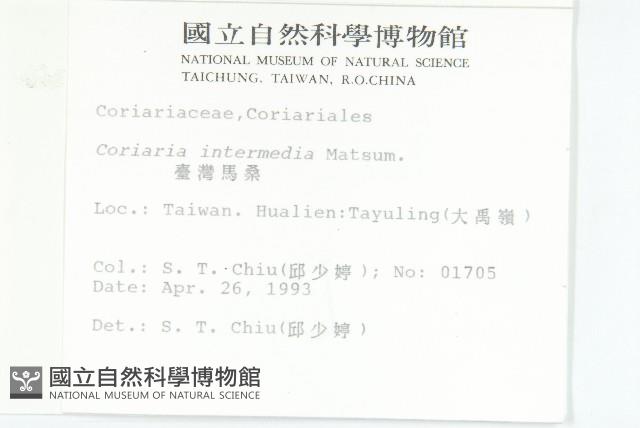 國立自然科學博物館
NATIONAL MUSEUM OF NATURAL SCIENCE
TAICHUNG. TAIWAN, R.O.CHINA
Coriariaceae,Coriariales
Coriaria intermedia Matsum.
臺灣馬桑
Loc.: Taiwan. Hualien:Tayuling(大禹嶺)
Col.: S. T. Chiu(邱少婷); No: 01705
Date: Apr. 26, 1993
Det.: S. T. Chiu(邱少婷)
國立自然科學博物館
NATIONAL MUSEUM OF NATURAL SCIENCE